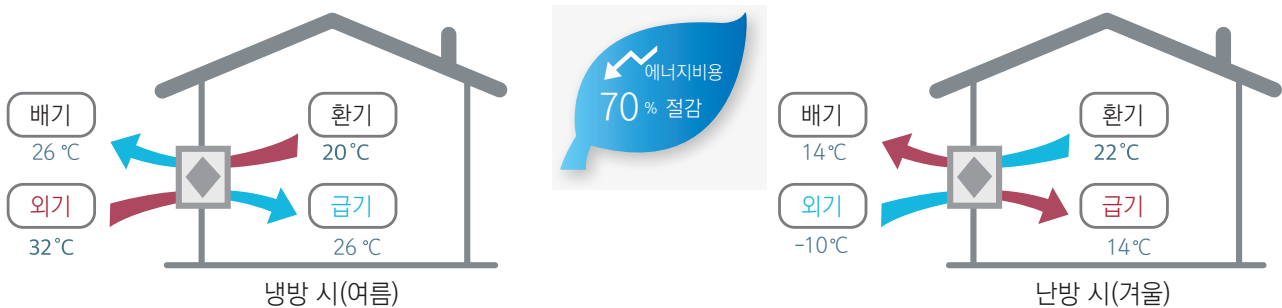 배기
26 ℃
외기
32˚C
환기
20˚C
급기
26 ℃
냉방 시(여름)
에너지비용
70 % 절감
배기
14℃
외기
-10℃
환기
22℃
급기
14℃
난방 시(겨울)